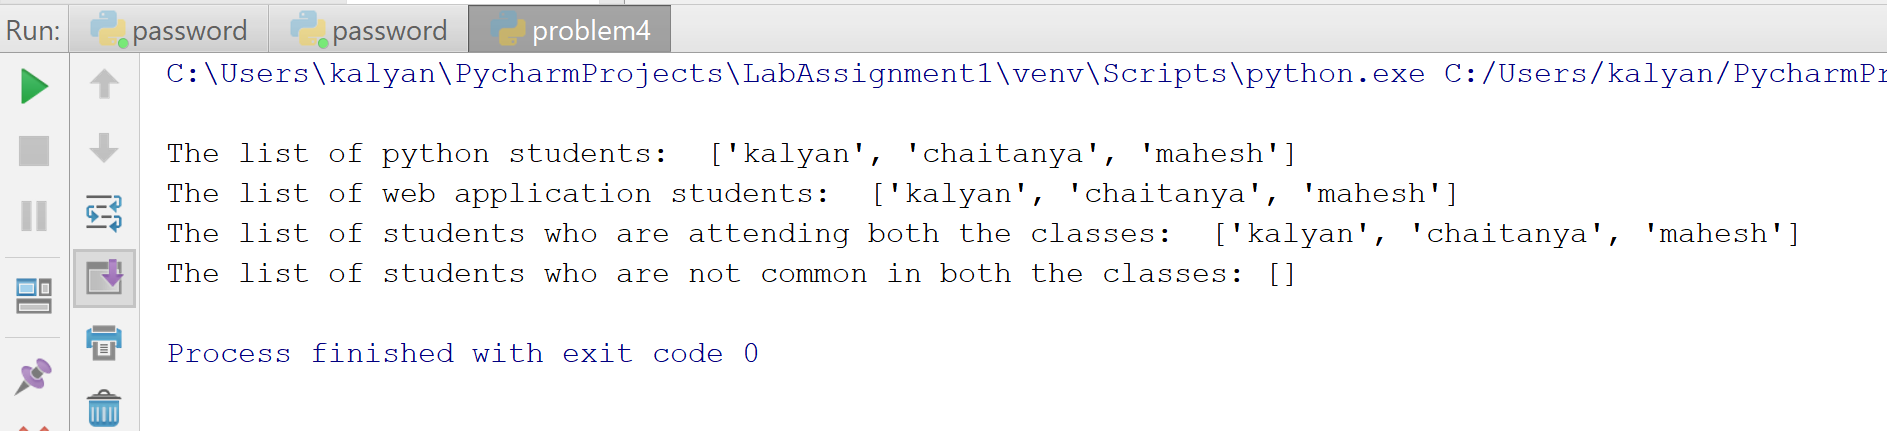 Run: password password problem4
C:\Users\kalyan\PycharmProjects\LabAssignment1\venv\Scripts\python.exe C:/Users/kalyan/PycharmPr
The list of python students:  ['kalyan', 'chaitanya', 'mahesh']
The list of web application students:  ['kalyan', 'chaitanya', 'mahesh']
The list of students who are attending both the classes:  ['kalyan', 'chaitanya', 'mahesh']
The list of students who are not common in both the classes: []
Process finished with exit code 0